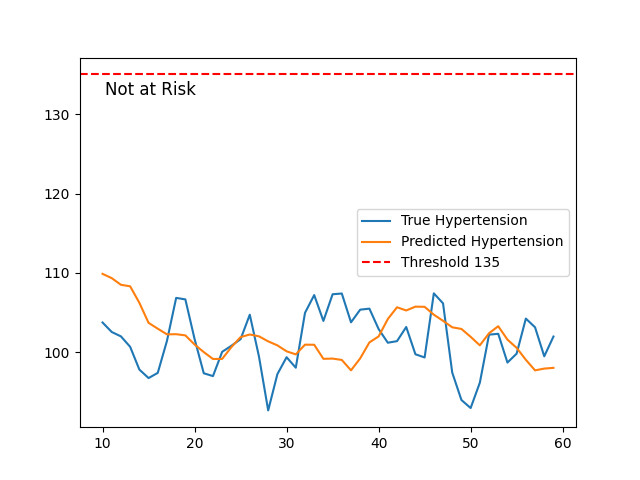 Not at Risk
130
120
110
100
True Hypertension
Predicted Hypertension
Threshold 135
10 20 30 40 50 60